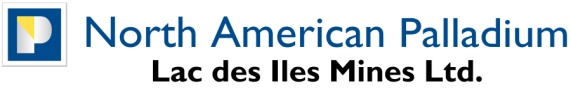 P
North American Palladium
Lac des Iles Mines Ltd.